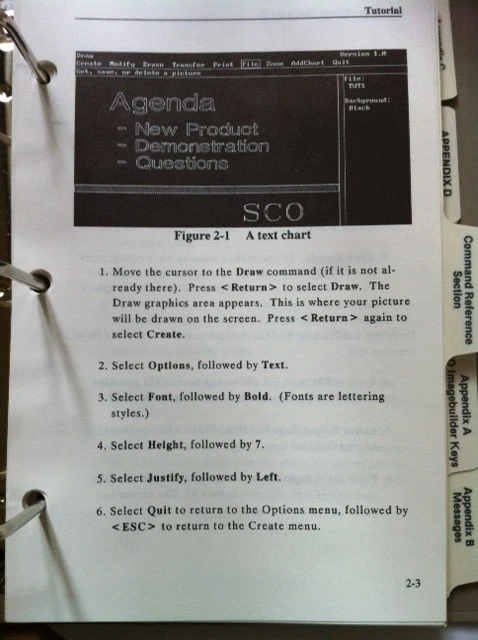 Tutorial
Draw Version 1.0
Create Modify Erase Transfer Print File Zoom AddChart Quit
Get, save, or delete a picture
File:
TUT1
Background:
Black
Agenda
- New Product
- Demonstration
- Questions
SCO
Figure 2-1 A text chart
1. Move the cursor to the Draw command (if it is not al-
ready there). Press <Return> to select Draw. The
Draw graphics area appears. This is where your picture
will be drawn on the screen. Press <Return> again to
select Create.
2. Select Options, followed by Text.
3. Select Font, followed by Bold. (Fonts are lettering
styles.)
4. Select Height, followed by 7.
5. Select Justify, followed by Left.
6. Select Quit to return to the Options menu, followed by
<ESC> to return to the Create menu.
2-3
APPENDIX D
Command Reference
Section
Appendix A
Imagebuilder Keys
Appendix B
Messages